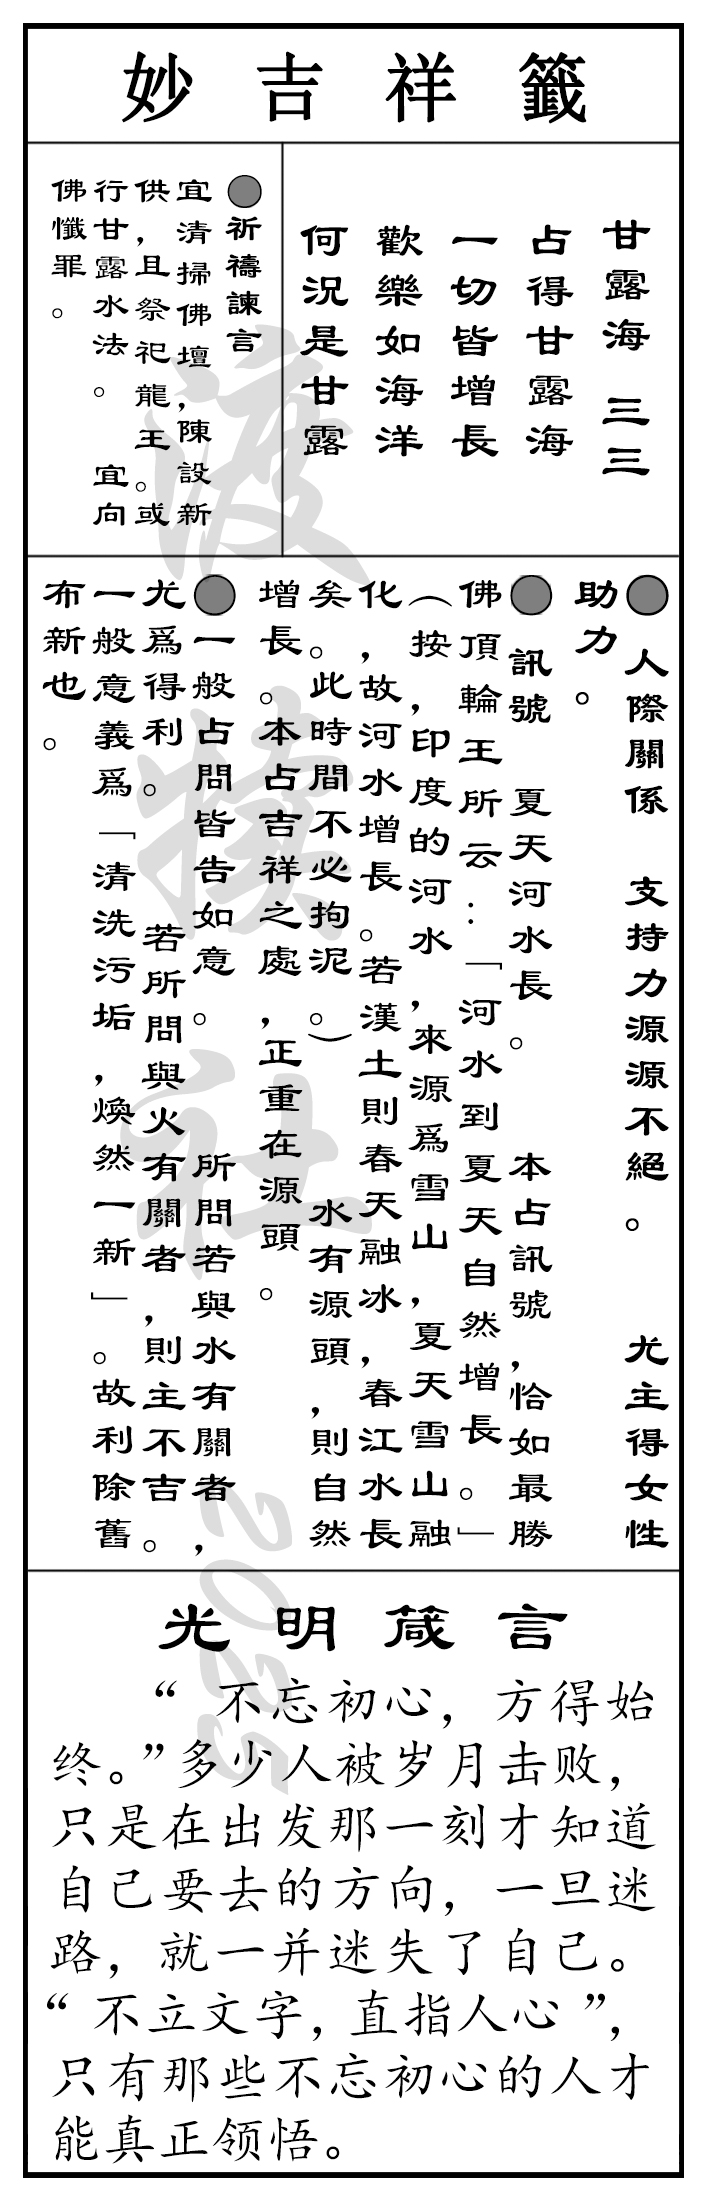 妙吉祥籤
甘露海 三三
占得甘露海
一切皆增長
歡樂如海洋
何況是甘露
●祈禱諫言
宜清掃佛壇，陳設新
供，且祭祀龍王。或
行甘露水法。 宜向
佛懺罪。
●人際關係 支持力源源不絕。 尤主得女性
助力。
●訊號 夏天河水長。 本占訊號，恰如最勝
佛頂輪王所云：「河水到夏天自然增長。」
（按，印度的河水，來源爲雪山，夏天雪山融
化，故河水增長。若漢土則春天融冰，春江水長
矣。此時間不必拘泥。） 水有源頭，則自然
增長。本占吉祥之處，正重在源頭。
●一般占問皆告如意。 所問若與水有關者，
尤爲得利。 若所問與火有關者，則主不吉。
一般意義爲「清洗污垢，煥然一新」。故利除舊
布新也。
光明箴言
“不忘初心，方得始
终。”多少人被岁月击败，
只是在出发那一刻才知道
自己要去的方向，一旦迷
路，就一并迷失了自己。
“不立文字，直指人心”，
只有那些不忘初心的人才
能真正领悟。
渡㨽社2025